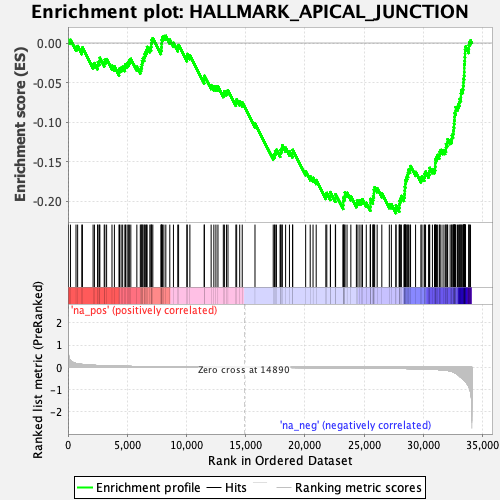 Enrichment plot: HALLMARK_APICAL_JUNCTION
Enrichment score (ES)
0.00
-0.05
-0.10
-0.15
-0.20
'na_pos' (positively correlated)
Ranked list metric (PreRanked)
2
1
0
-1
-2
Zero cross at 14890
'na_neg' (negatively correlated)
0
5,000
10,000
15,000
20,000
25,000
30,000
35,000
Rank in Ordered Dataset
Enrichment profile
Hits
Ranking metric scores